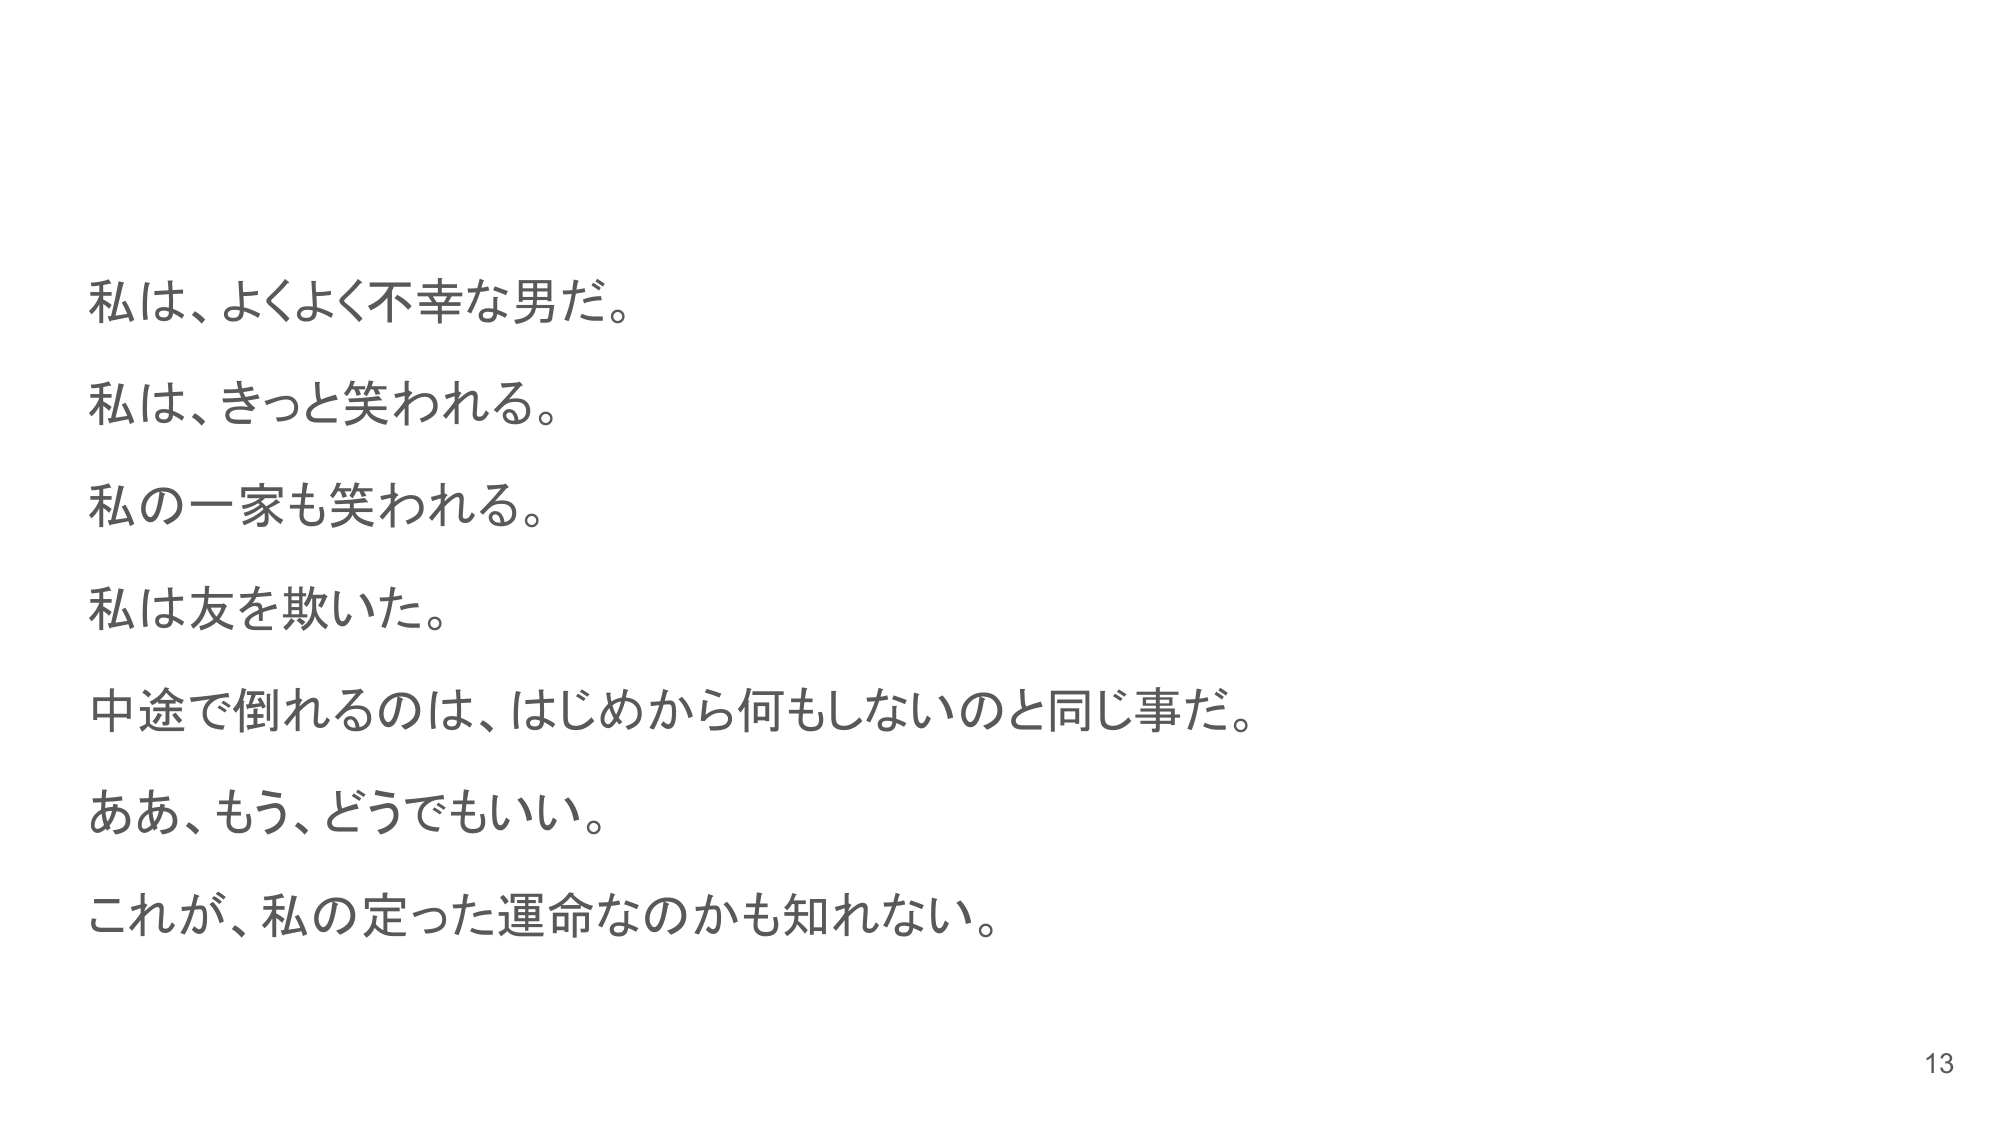 私は、よくよく不幸な男だ。
私は、きっと笑われる。
私の一家も笑われる。
私は友を欺いた。
中途で倒れるのは、はじめから何もしないのと同じ事だ。
ああ、もう、どうでもいい。
これが、私の定った運命なのかも知れない。
13